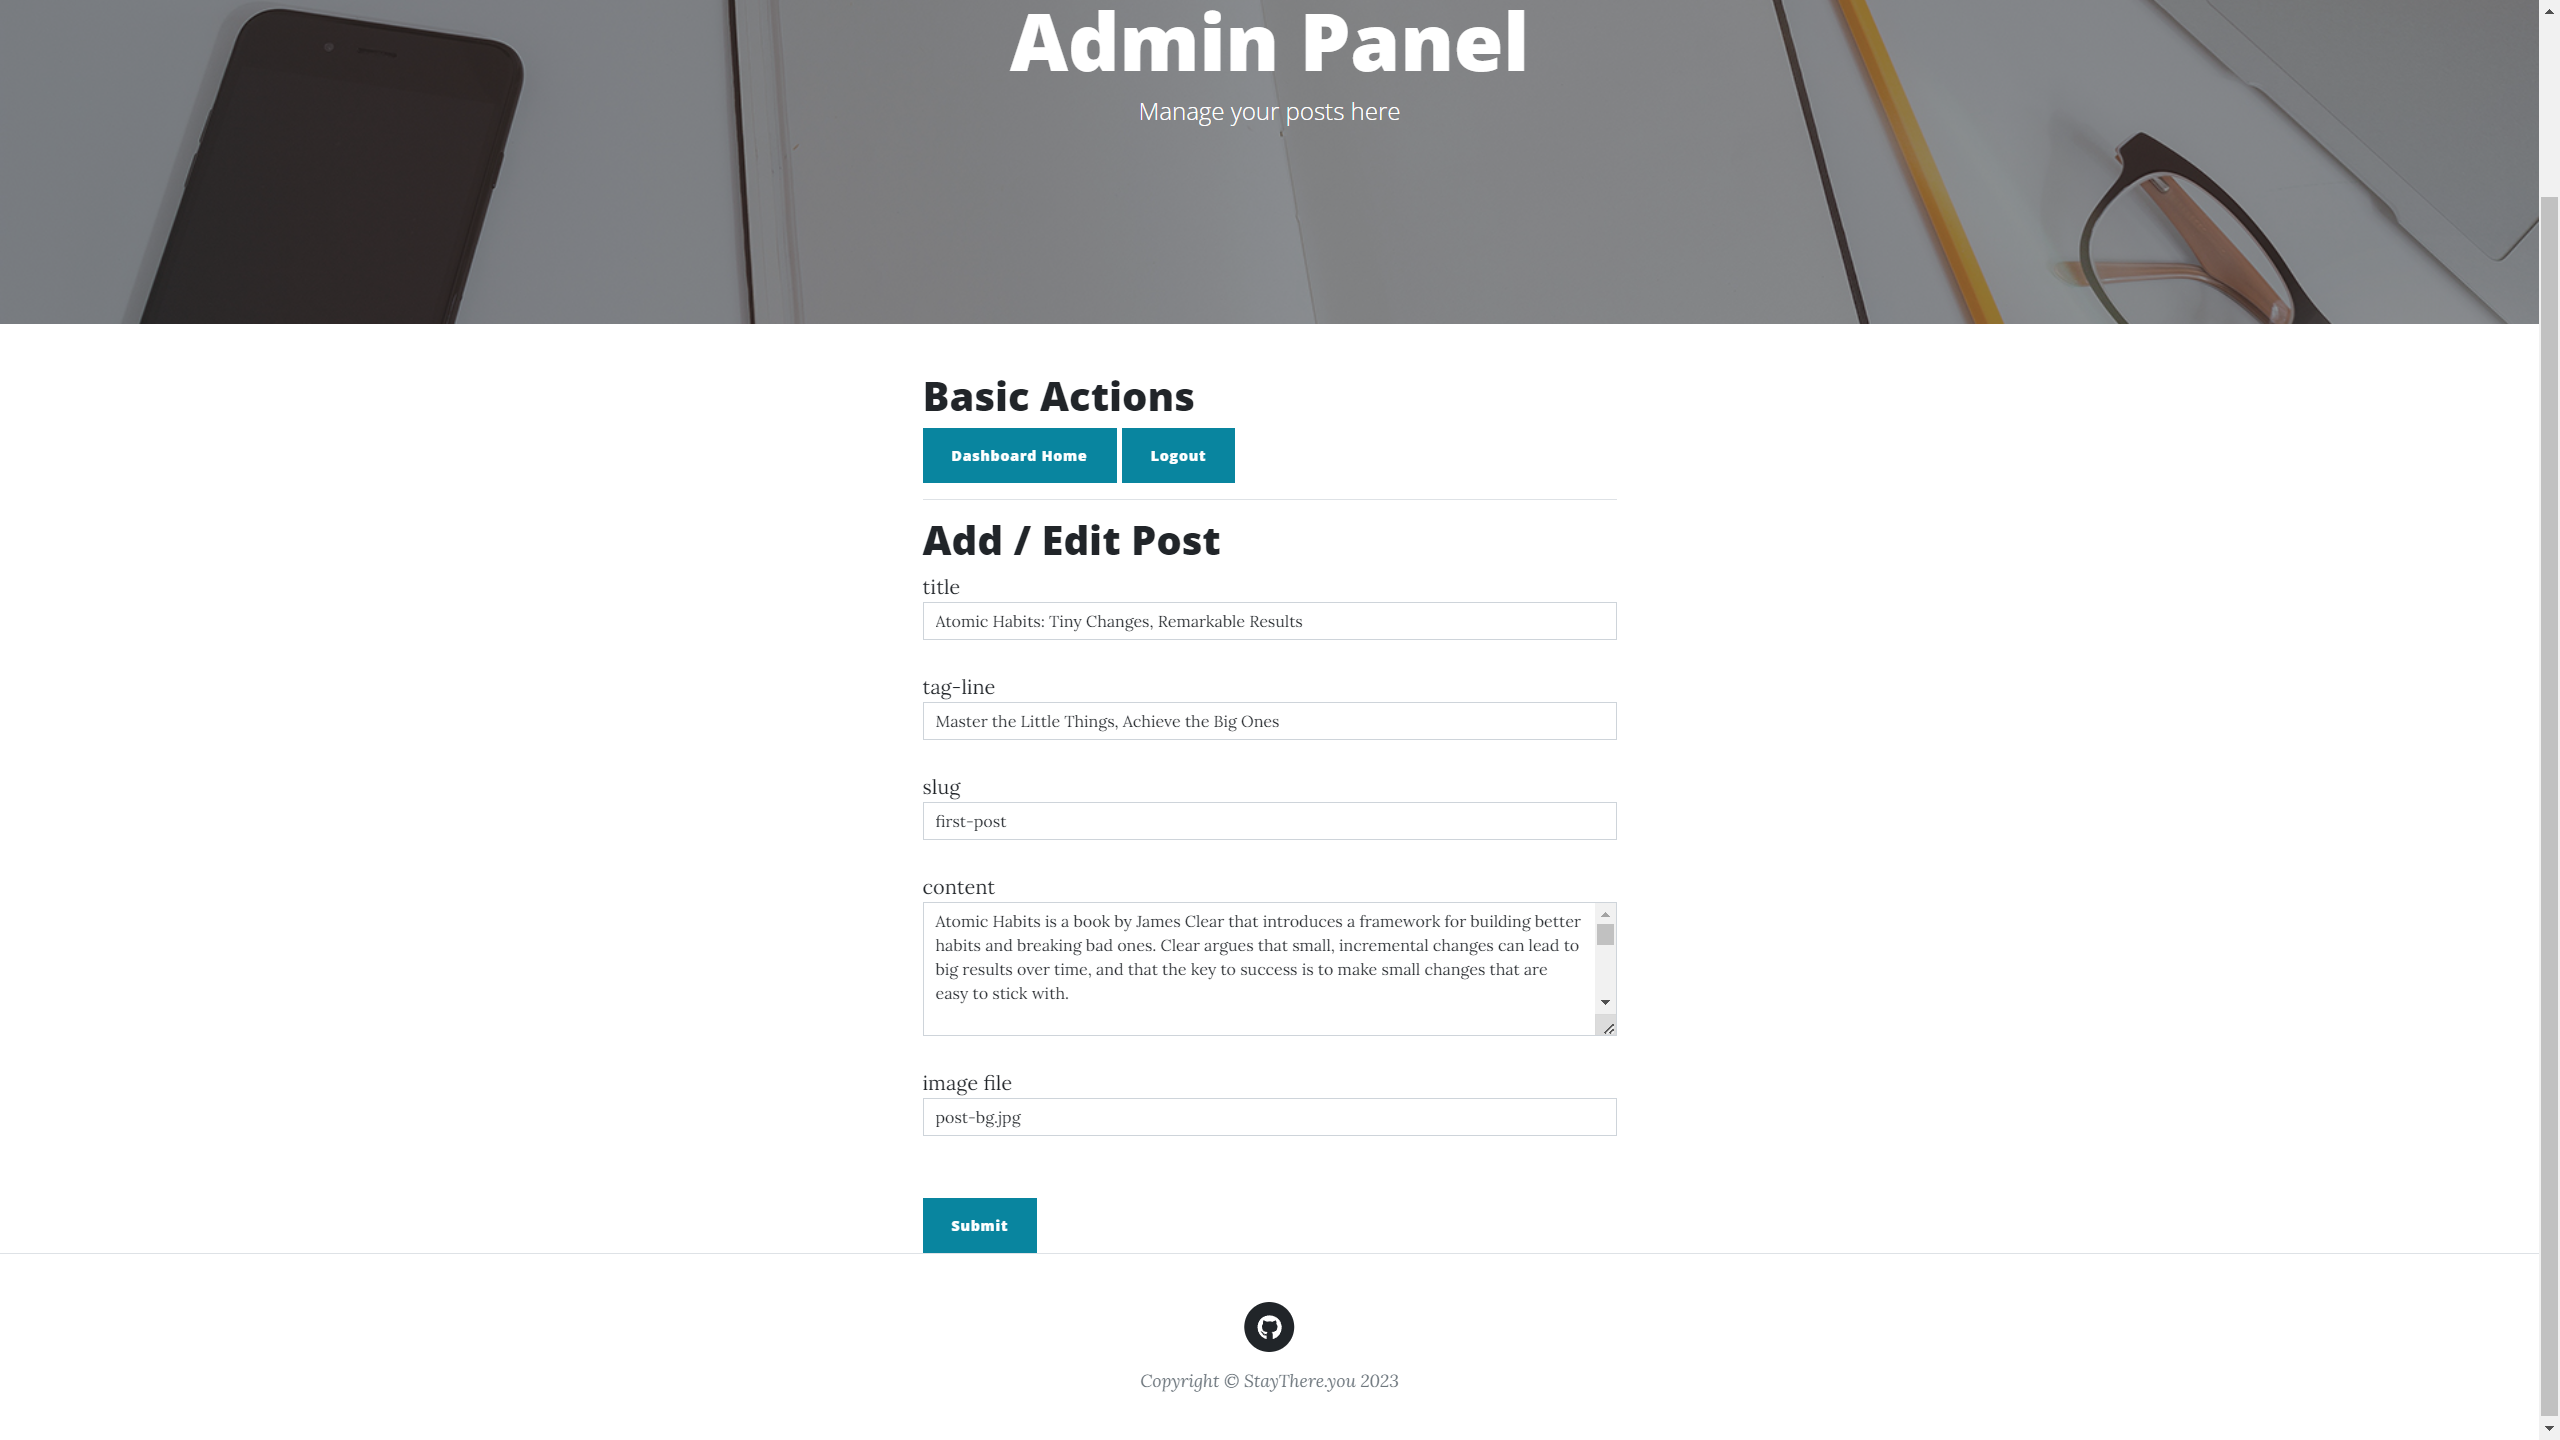 Admin Panel
Manage your posts here
Basic Actions
Dashboard Home
Logout
Add / Edit Post
title
Atomic Habits: Tiny Changes, Remarkable Results
tag-line
Master the Little Things, Achieve the Big Ones
slug
first-post
content
Atomic Habits is a book by James Clear that introduces a framework for building better
habits and breaking bad ones. Clear argues that small, incremental changes can lead to
big results over time, and that the key to success is to make small changes that are
easy to stick with.
image file
post-bg.jpg
Submit
Copyright © StayThere.you 2023